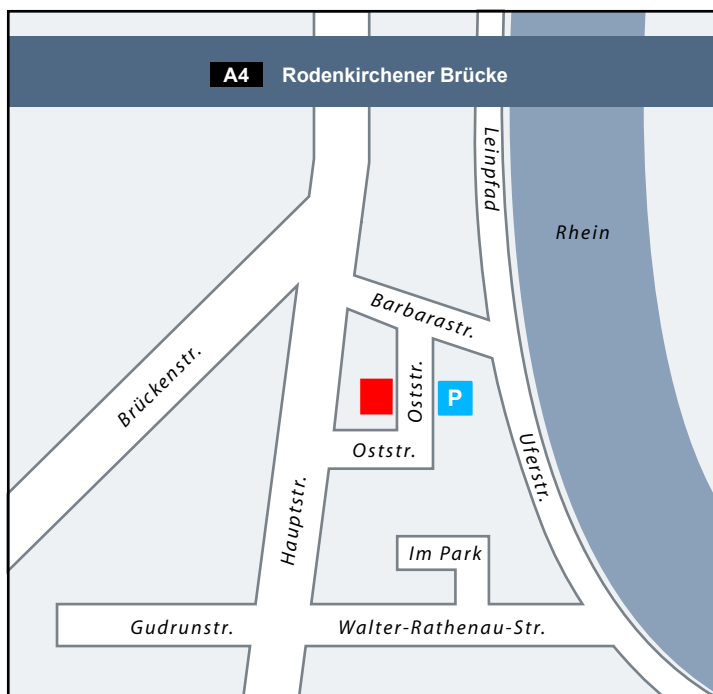 A4 Rodenkirchener Brücke
Leinpfad
Rhein
Barbarastr.
Brückenstr.
Oststr.
P
Oststr.
Uferstr.
Hauptstr.
Im Park
Gudrunstr.
Walter-Rathenau-Str.